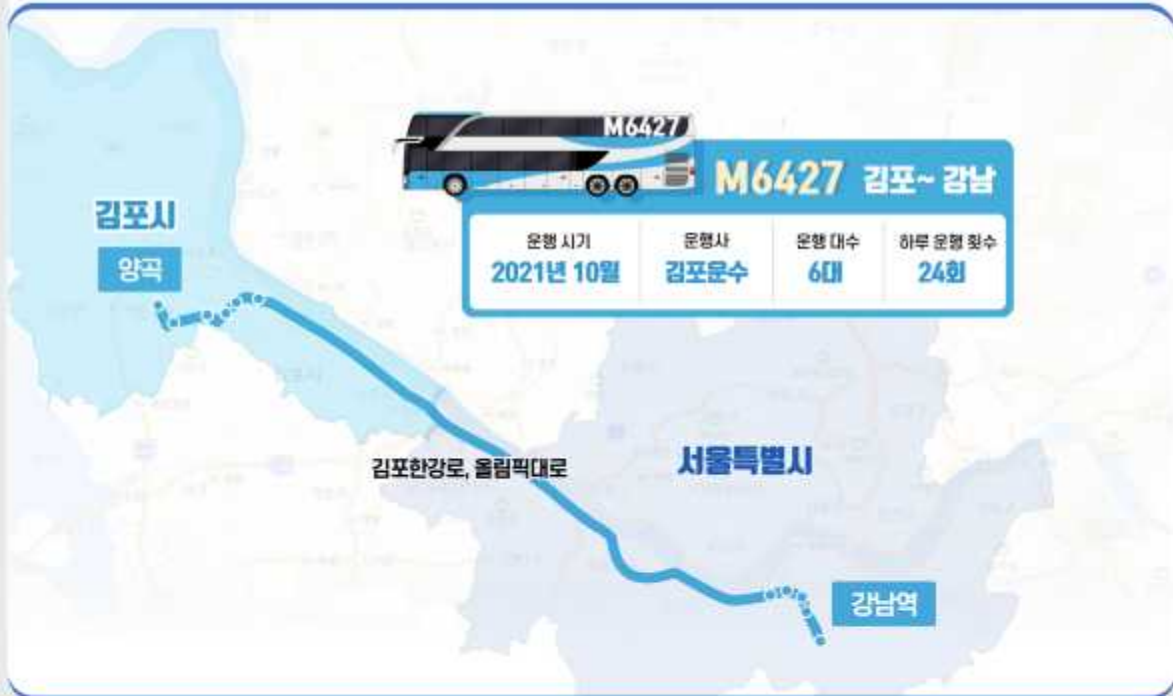 M6427
M6427 김포~ 강남
운행 시기
2021년 10월
운행사
김포운수
운행 대수
6대
하루 운행 횟수
24회
김포시
양곡
김포한강로, 올림픽대로
서울특별시
강남역